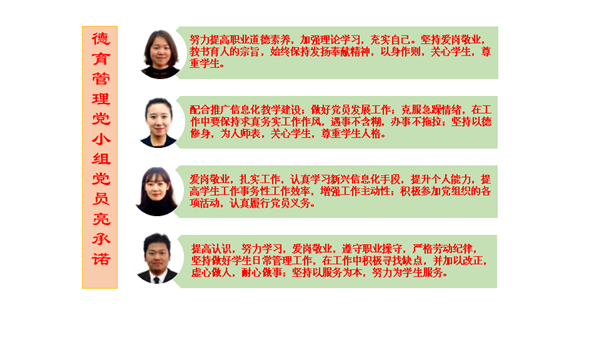 德育管理党小组党员亮承诺
努力提高职业道德素养，加强理论学习，充实自己。坚持爱岗敬业，
教书育人的宗旨，始终保持发扬奉献精神，以身作则，关心学生，尊
重学生。
配合推广信息化教学建设；做好党员发展工作；克服急躁情绪，在工
作中要保持求真务实工作作风，遇事不含糊，办事不拖拉；坚持以德
修身，为人师表，关心学生，尊重学生人格。
爱岗敬业，扎实工作，认真学习新兴信息化手段，提升个人能力，提
高学生工作事务性工作效率，增强工作主动性；积极参加党组织的各
项活动，认真履行党员义务。
提高认识，努力学习，爱岗敬业，遵守职业操守，严格劳动纪律，
坚持做好学生日常管理工作，在工作中积极寻找缺点，并加以改正，
虚心做人，耐心做事；坚持以服务为本，努力为学生服务。